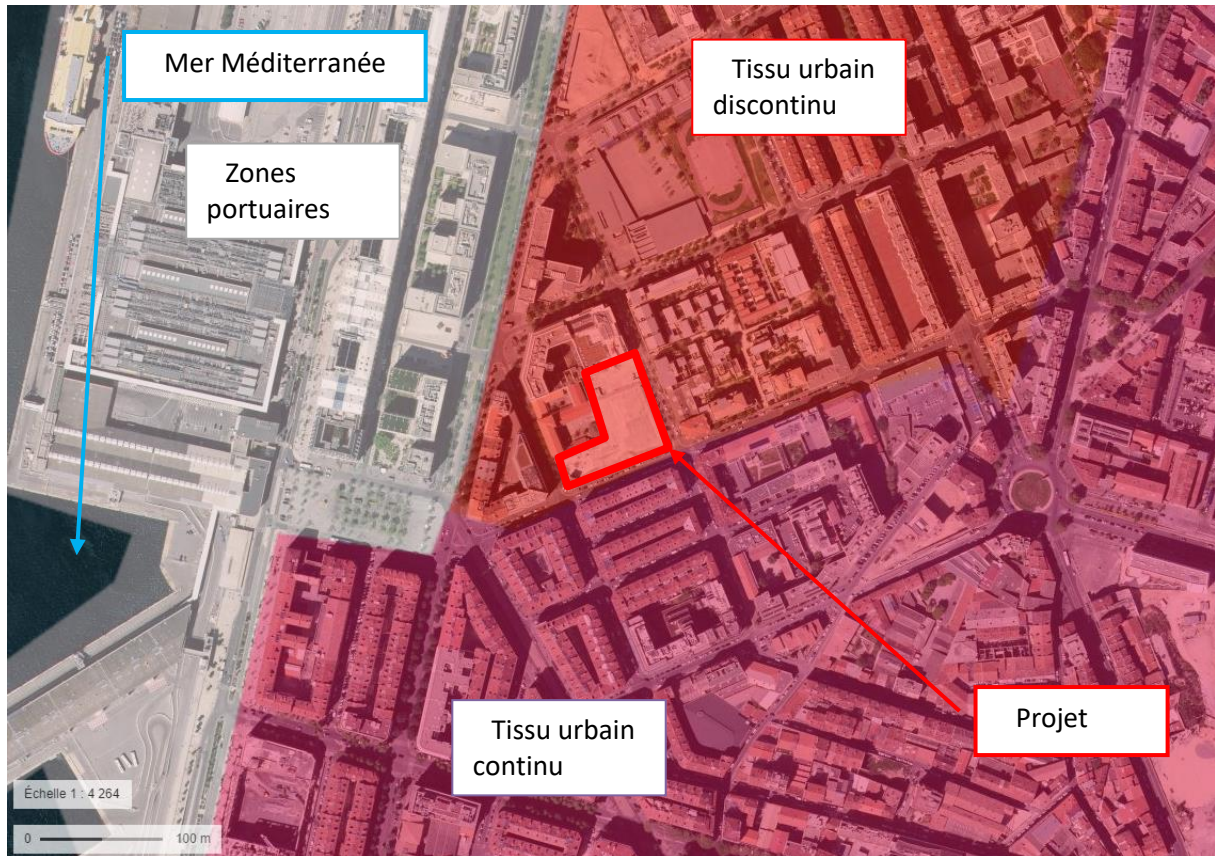 Mer Méditerranée
Tissu urbain
discontinu
Zones
portuaires
Tissu urbain
continu
Projet
Échelle 1 : 4 264
0
100 m